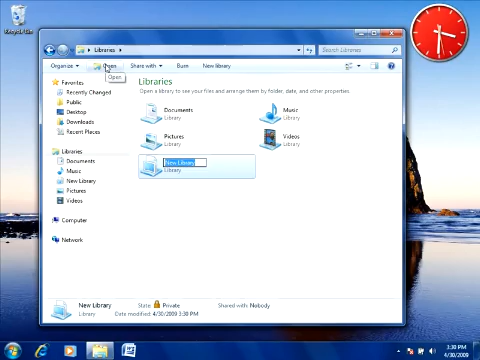 Recycle Bin
Libraries
Search Libraries
Organize
Open
Share with
Burn
New library
Open
Favorites
Recently Changed
Public
Desktop
Downloads
Recent Places
Libraries
Documents
Music
New Library
Pictures
Videos
Computer
Network
Libraries
Open a library to see your files and arrange them by folder, date, and other properties.
Documents
Library
Music
Library
Pictures
Library
Videos
Library
New Library
Library
New Library
State: Private
Shared with: Nobody
Library
Date modified: 4/30/2009 3:30 PM
3:30 PM
4/30/2009